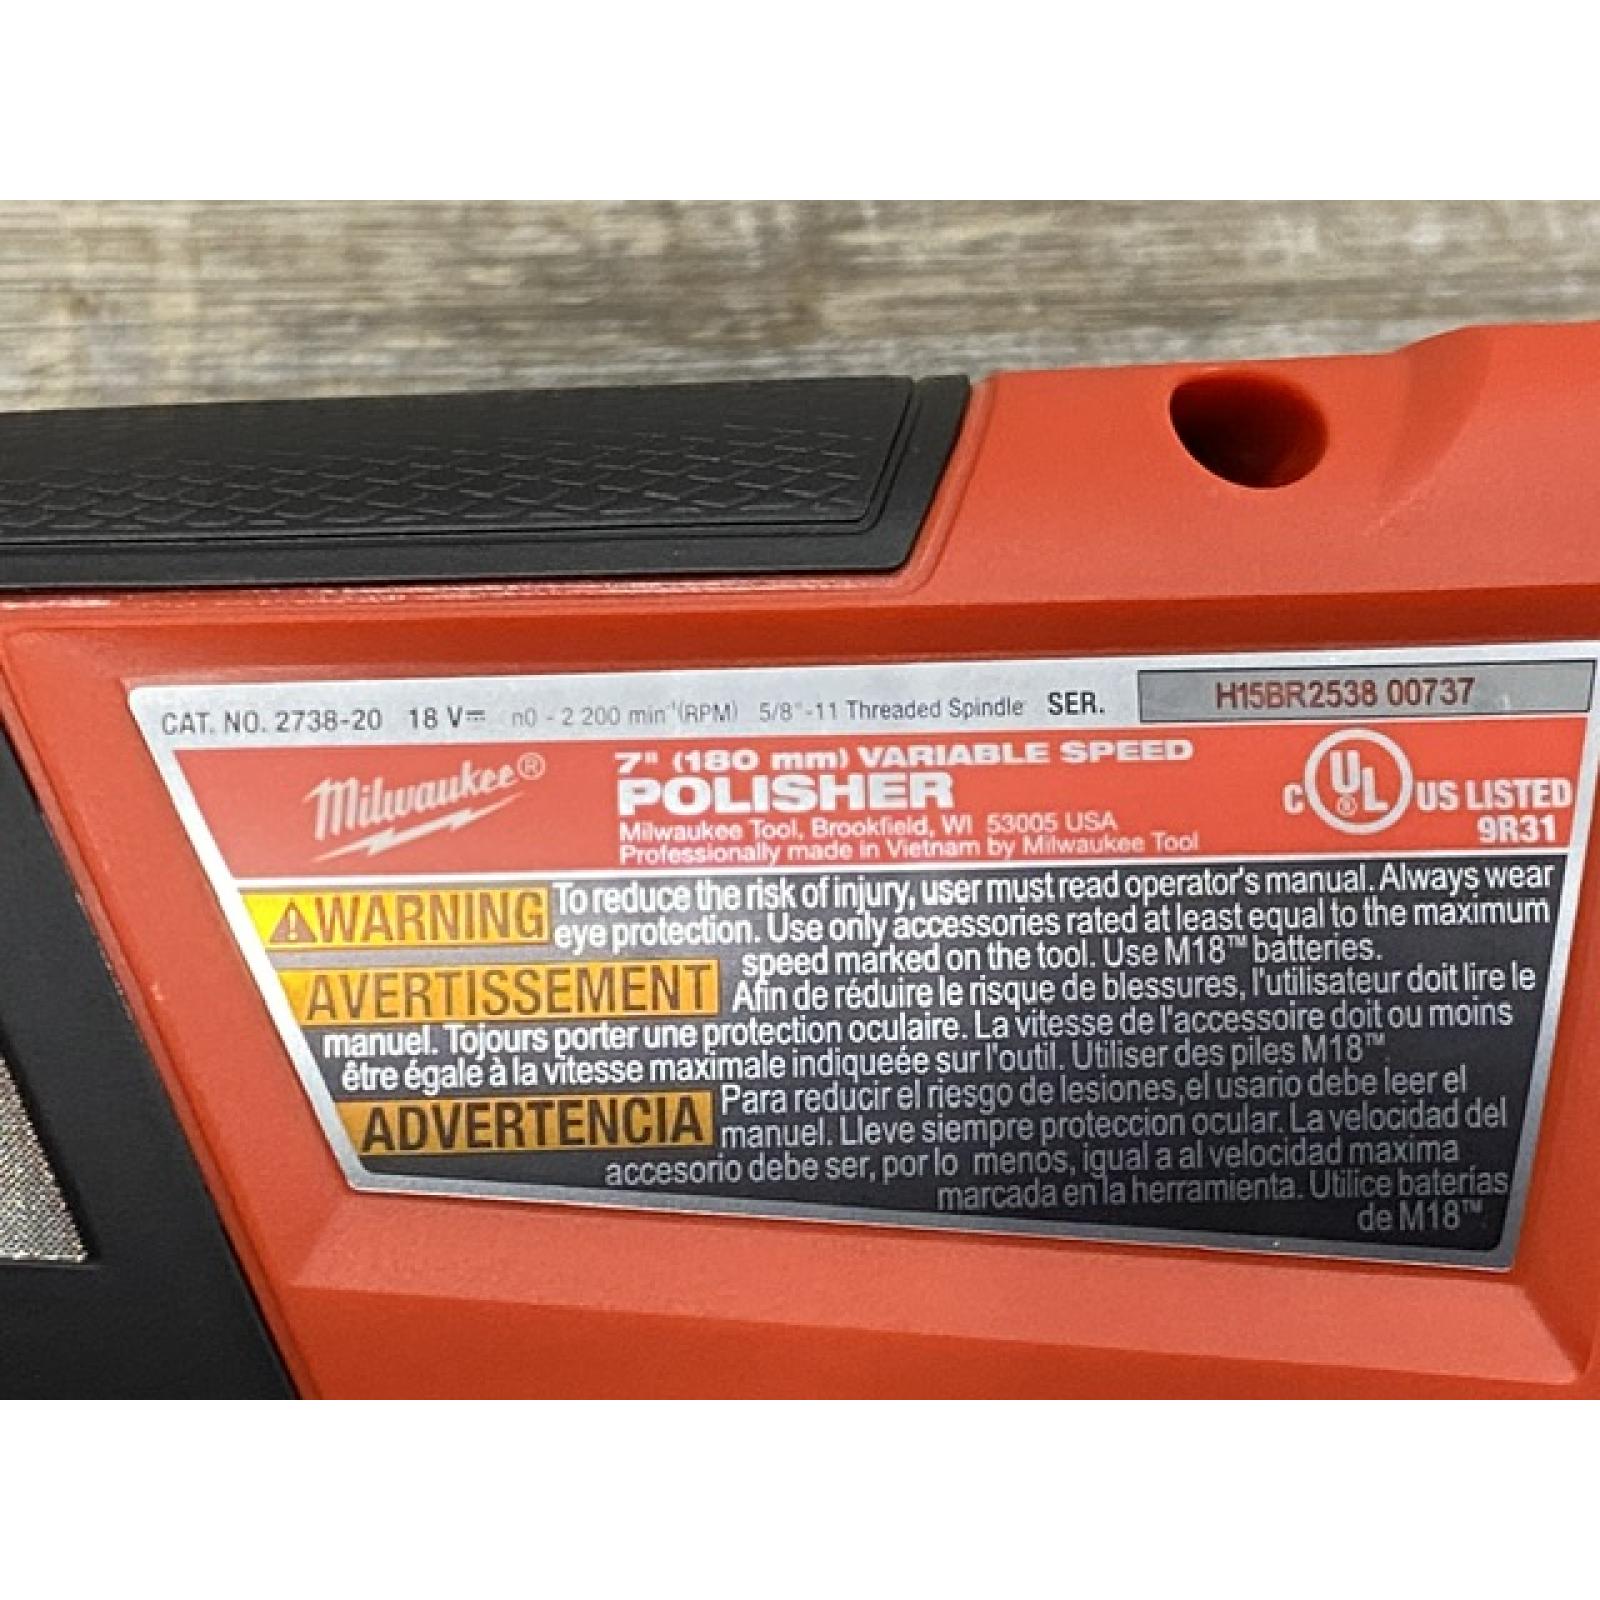 CAT. NO. 2738-20 18 V⎓ n0 - 2 200 min⁻¹(RPM) 5/8"-11 Threaded Spindle SER. H15BR2538 00737
Milwaukee®
7" (180 mm) VARIABLE SPEED
POLISHER
Milwaukee Tool, Brookfield, WI 53005 USA
Professionally made in Vietnam by Milwaukee Tool
C UL® US LISTED
9R31
WARNING To reduce the risk of injury, user must read operator's manual. Always wear
eye protection. Use only accessories rated at least equal to the maximum
speed marked on the tool. Use M18™ batteries.
AVERTISSEMENT Afin de réduire le risque de blessures, l'utilisateur doit lire le
manuel. Tojours porter une protection oculaire. La vitesse de l'accessoire doit ou moins
être égale à la vitesse maximale indiqueée sur l'outil. Utiliser des piles M18™.
ADVERTENCIA Para reducir el riesgo de lesiones, el usario debe leer el
manuel. Lleve siempre proteccion ocular. La velocidad del
accesorio debe ser, por lo menos, igual a al velocidad maxima
marcada en la herramienta. Utilice baterías
de M18™.